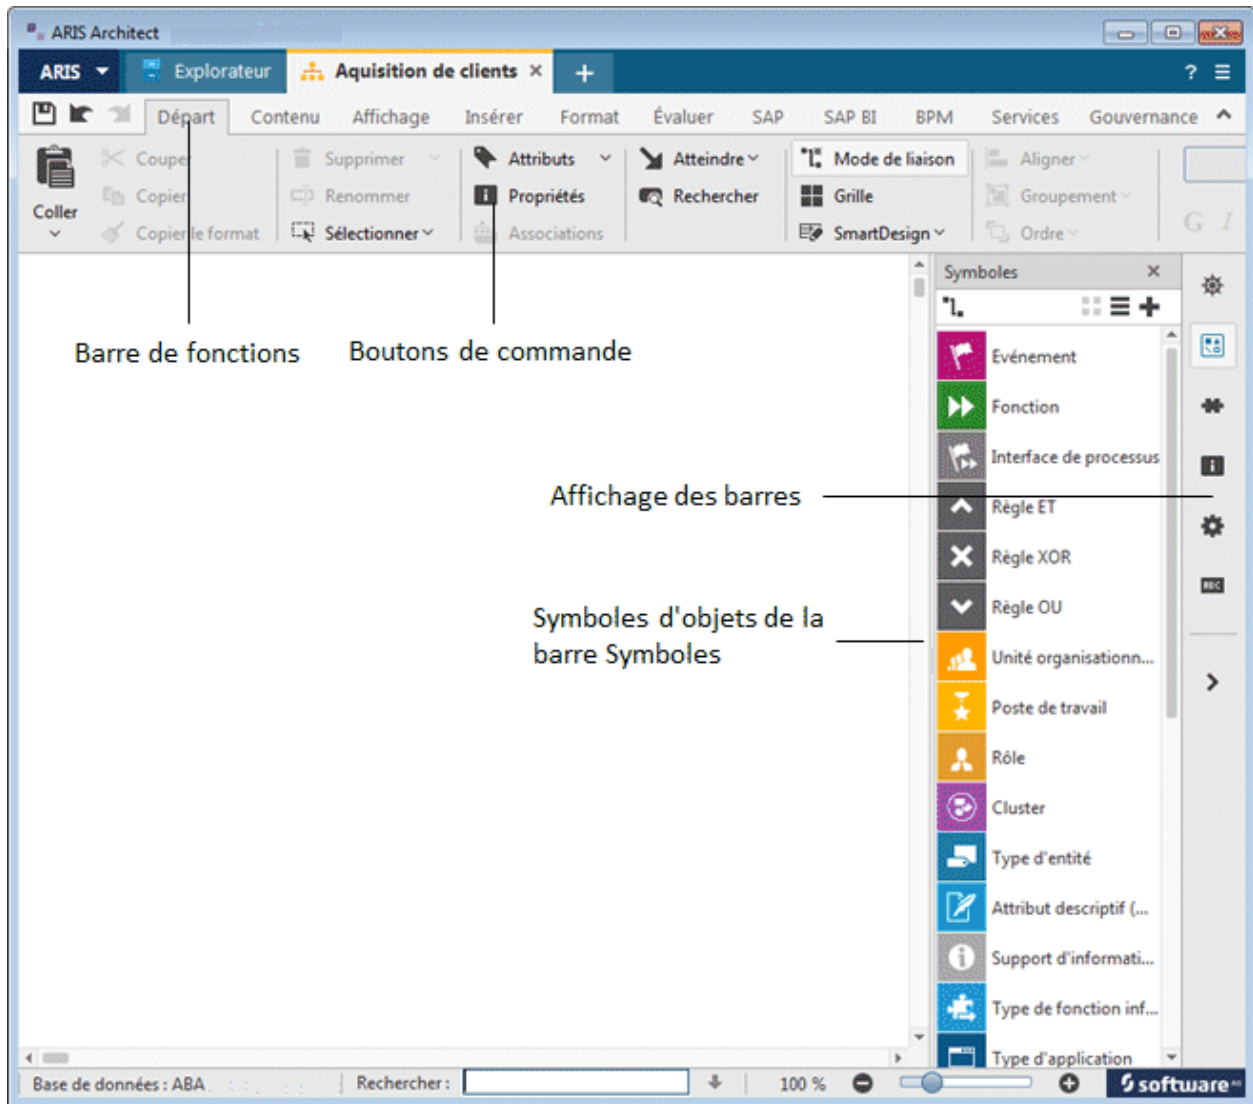 ARIS Architect
ARIS Explorateur Aquisition de clients × +
? 
Départ Contenu Affichage Insérer Format Évaluer SAP SAP BI BPM Services Gouvernance
Couper Supprimer Attributs Atteindre Mode de liaison Aligner
Copier Renommer Propriétés Rechercher Grille Groupement
Coller
Copier le format Sélectionner Associations SmartDesign Ordre G I
Symboles ×
Barre de fonctions Boutons de commande
Evénement
Fonction
Interface de processus
Affichage des barres
Règle ET
Règle XOR
Règle OU
Symboles d'objets de la
barre Symboles
Unité organisationn...
Poste de travail
Rôle
Cluster
Type d'entité
Attribut descriptif (...
Support d'informati...
Type de fonction inf...
Type d'application
Base de données : ABA Rechercher : 100 % software AG